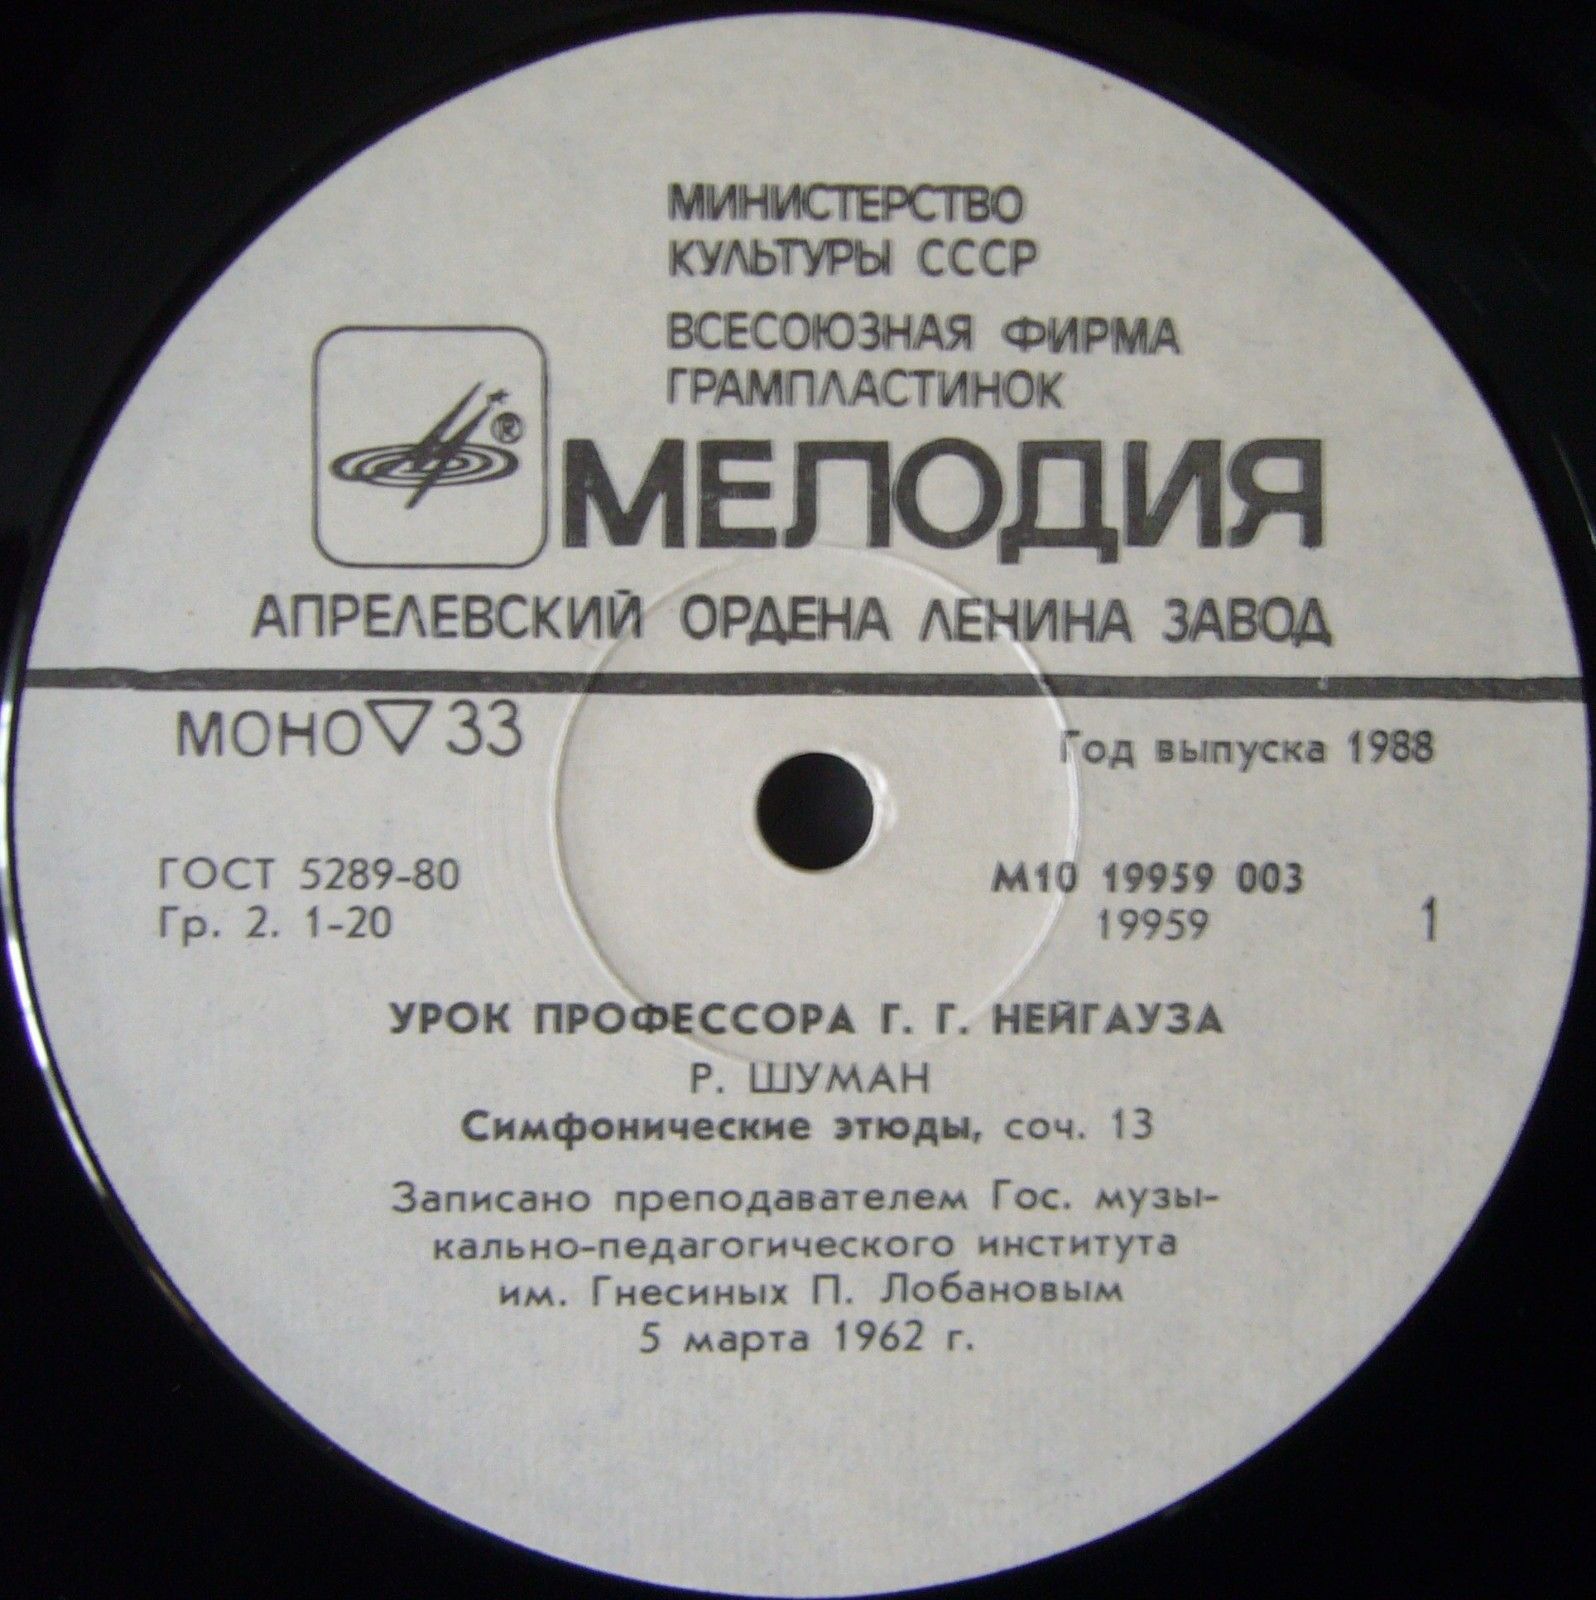 МИНИСТЕРСТВО
КУЛЬТУРЫ СССР
ВСЕСОЮЗНАЯ ФИРМА
ГРАМПЛАСТИНОК
®
МЕЛОДИЯ
АПРЕЛЕВСКИЙ ОРДЕНА ЛЕНИНА ЗАВОД
МОНО ▽ 33
Год выпуска 1988
ГОСТ 5289-80
Гр. 2. 1-20
М10 19959 003
19959
1
УРОК ПРОФЕССОРА Г. Г. НЕЙГАУЗА
Р. ШУМАН
Симфонические этюды, соч. 13
Записано преподавателем Гос. музы-
кально-педагогического института
им. Гнесиных П. Лобановым
5 марта 1962 г.